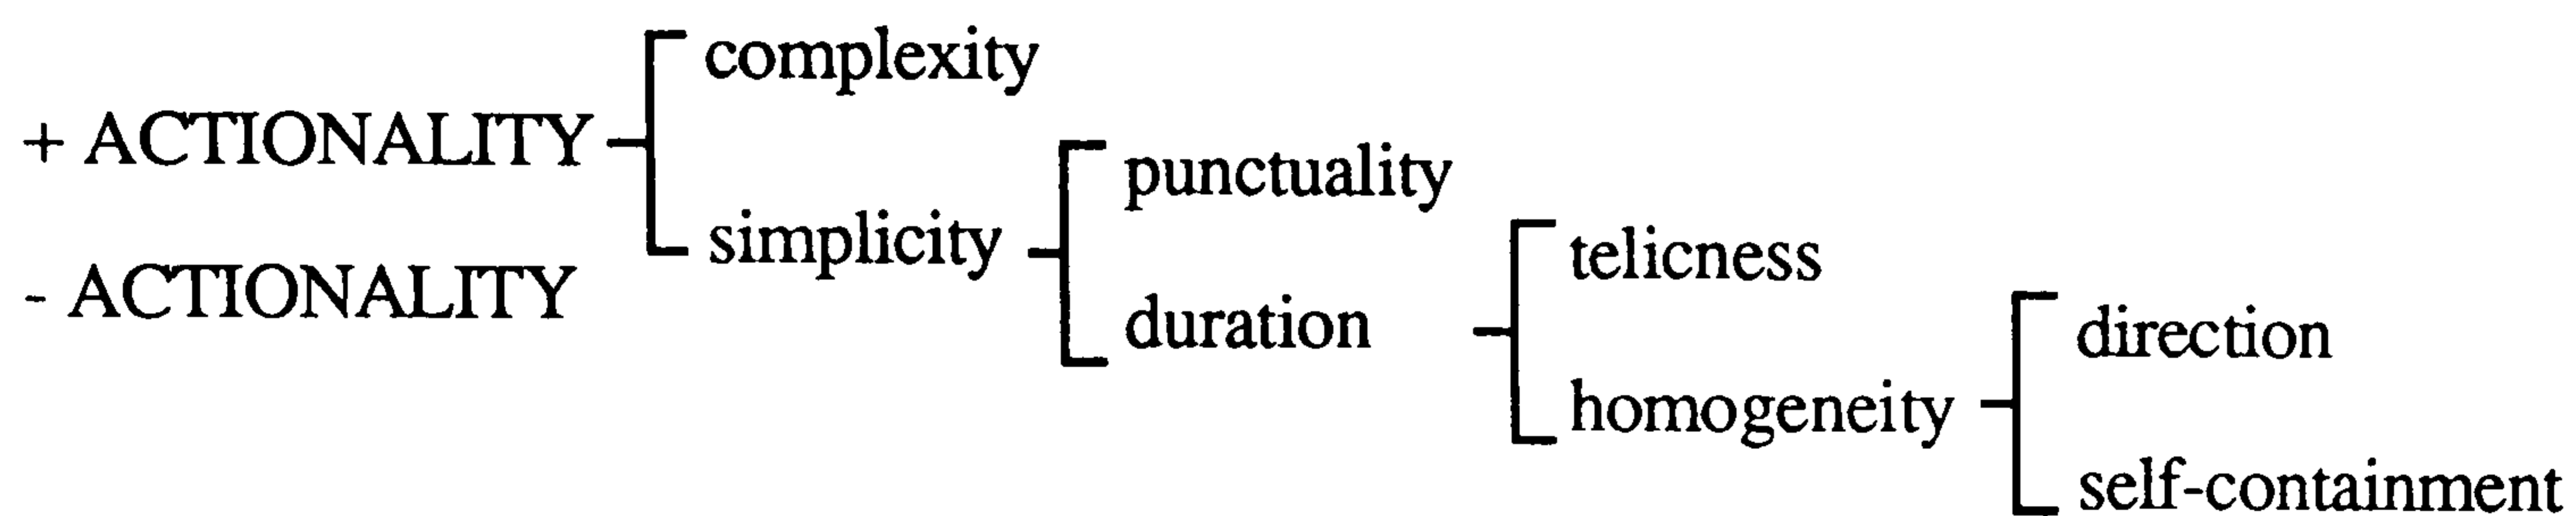 complexity
+ ACTIONALITY
punctuality
simplicity
telicness
- ACTIONALITY
duration
direction
homogeneity
self-containment